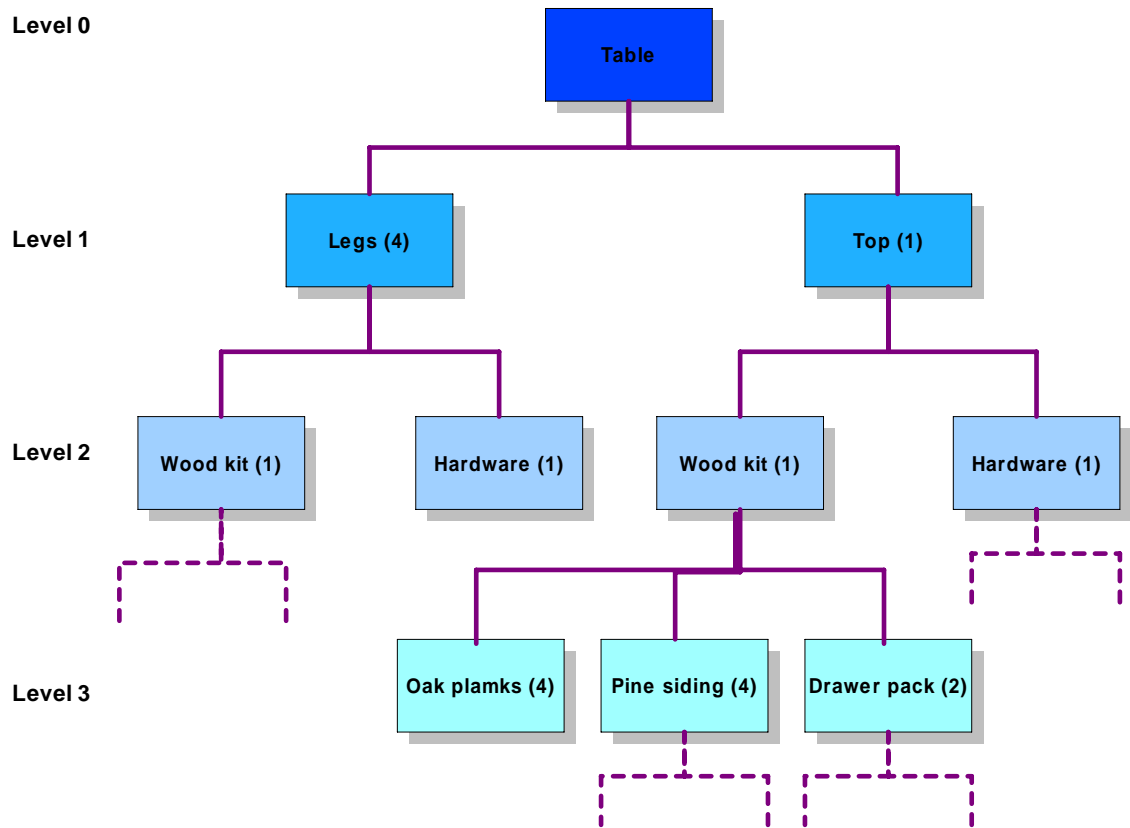 Level 0
Table
Level 1
Legs (4)
Top (1)
Level 2
Wood kit (1)
Hardware (1)
Wood kit (1)
Hardware (1)
Level 3
Oak plamks (4)
Pine siding (4)
Drawer pack (2)